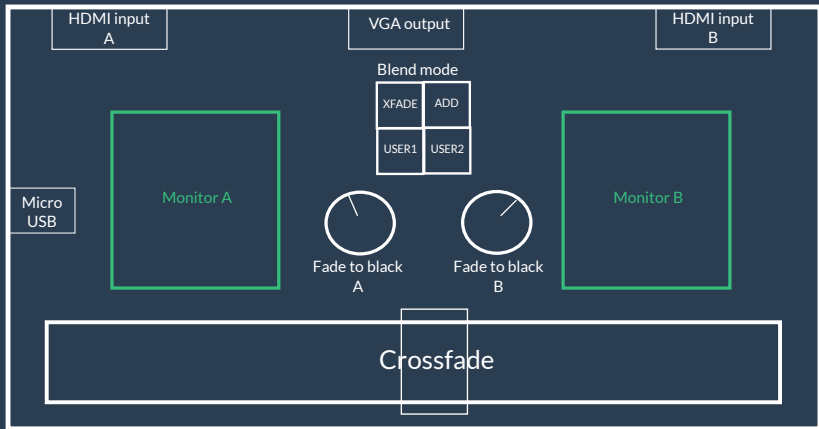 HDMI input
A
VGA output
HDMI input
B
Blend mode
XFADE
ADD
USER1
USER2
Monitor A
Monitor B
Micro
USB
Fade to black
A
Fade to black
B
Crossfade